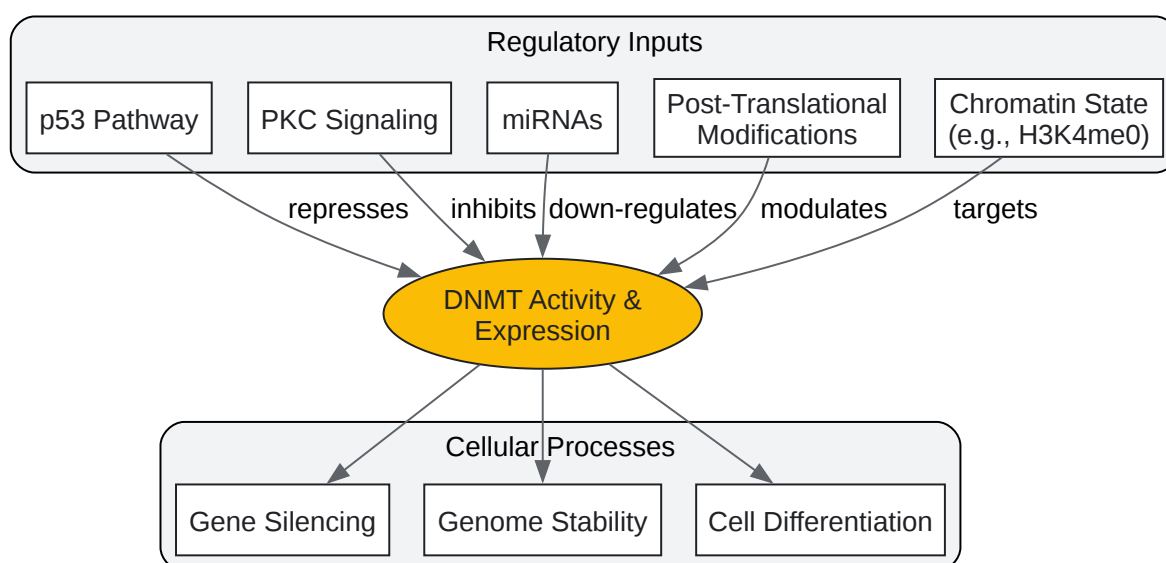 Regulatory Inputs
p53 Pathway
PKC Signaling
miRNAs
Post-Translational
Modifications
Chromatin State
(e.g., H3K4me0)
represses
inhibits
down-regulates
modulates
targets
DNMT Activity &
Expression
Cellular Processes
Gene Silencing
Genome Stability
Cell Differentiation